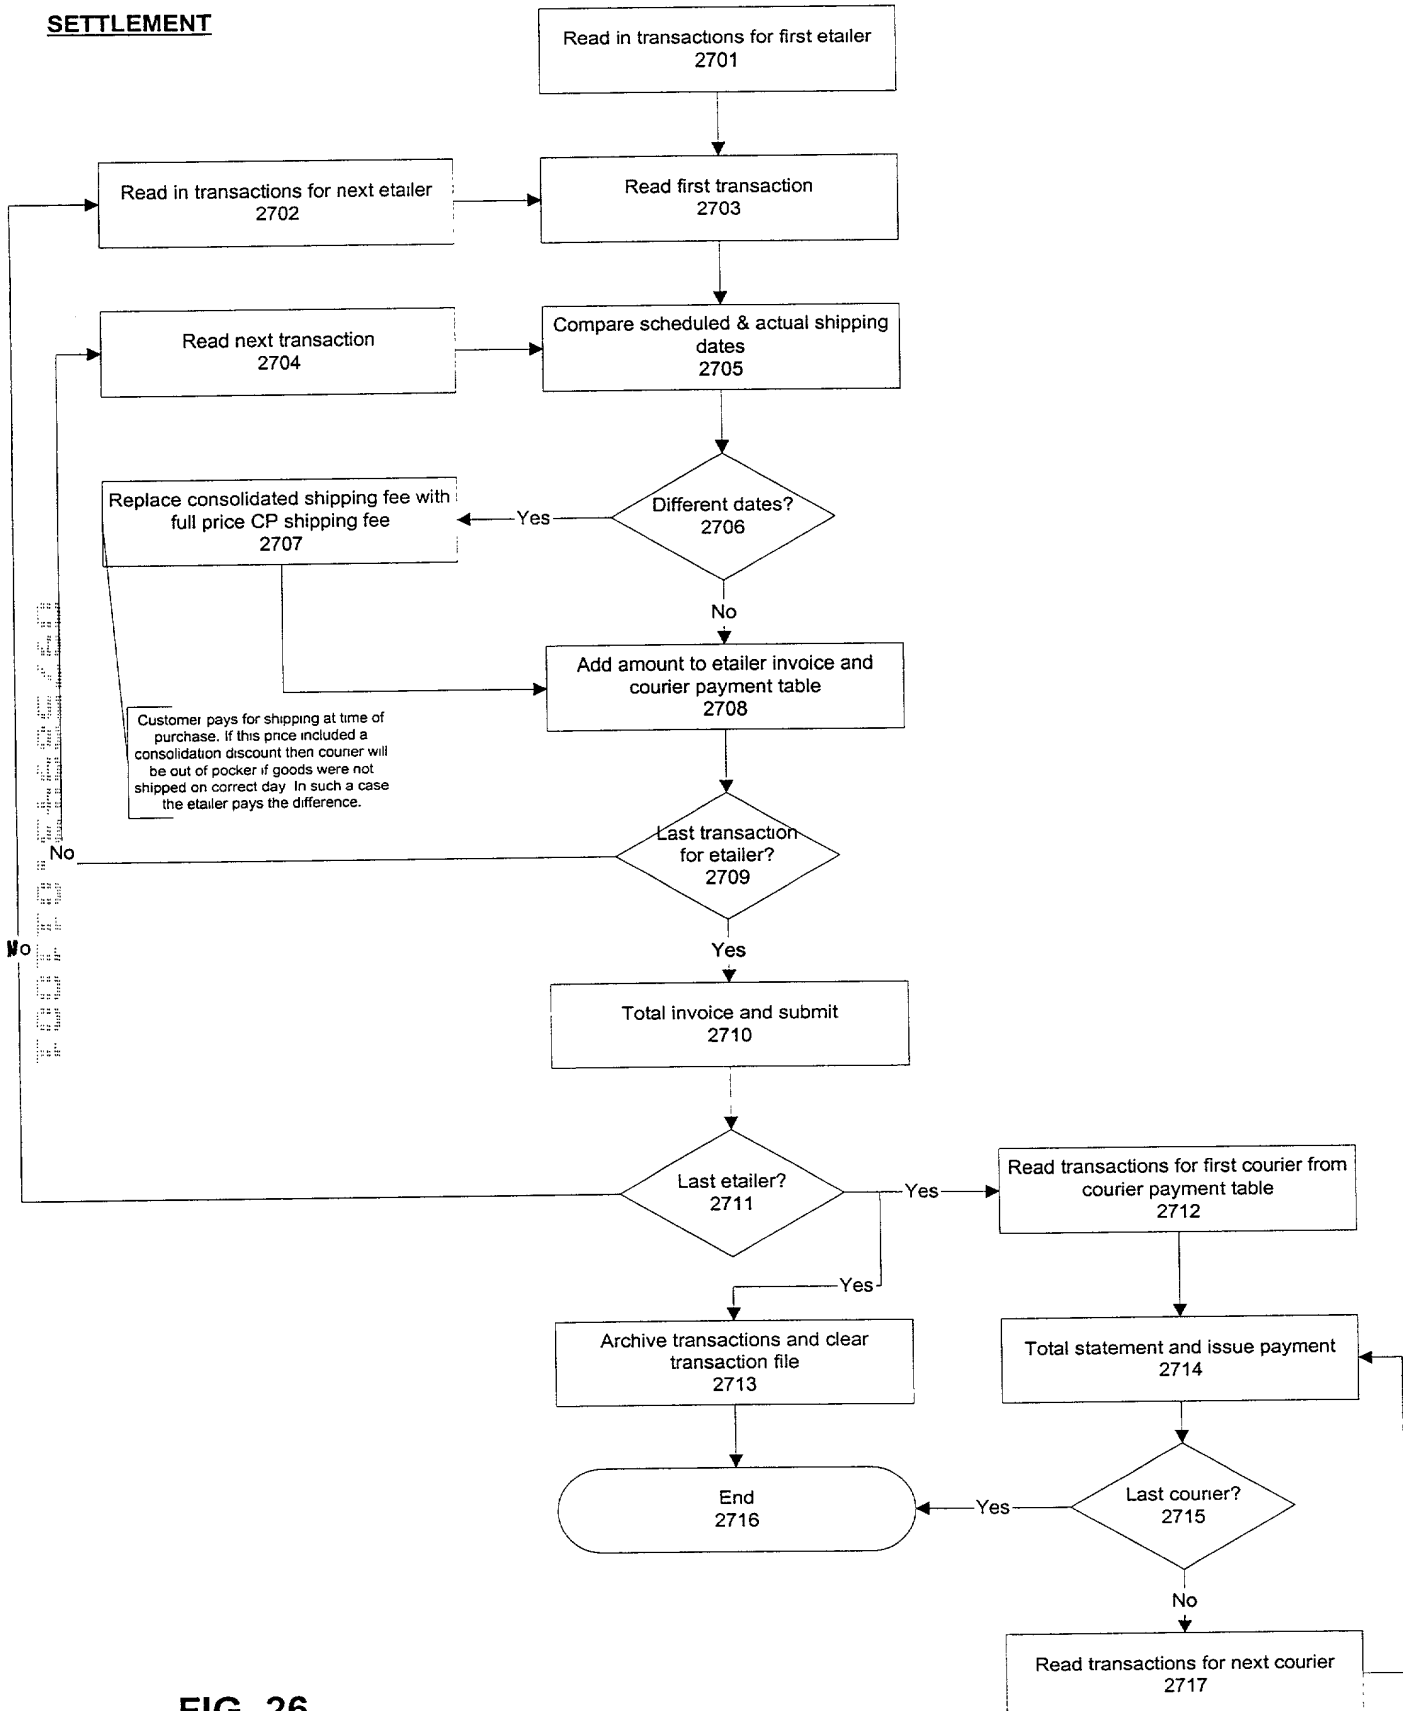 SETTLEMENT
Read in transactions for first etailer
2701
Read in transactions for next etailer
2702
Read first transaction
2703
Read next transaction
2704
Compare scheduled & actual shipping
dates
2705
Replace consolidated shipping fee with
full price CP shipping fee
2707
Yes
Different dates?
2706
No
Add amount to etailer invoice and
courier payment table
2708
Customer pays for shipping at time of
purchase. If this price included a
consolidation discount then courier will
be out of pocker if goods were not
shipped on correct day In such a case
the etailer pays the difference.
Last transaction
for etailer?
2709
No
Yes
No
Total invoice and submit
2710
Last etailer?
2711
Yes
Read transactions for first courier from
courier payment table
2712
Yes
Archive transactions and clear
transaction file
2713
Total statement and issue payment
2714
End
2716
Yes
Last courier?
2715
No
Read transactions for next courier
2717
FIG. 26